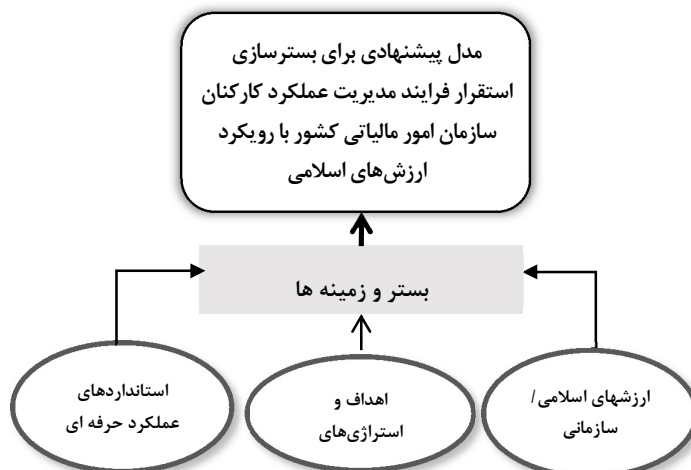 مدل پیشنهادی برای بسترسازی
استقرار فرایند مدیریت عملکرد کارکنان
سازمان امور مالیاتی کشور با رویکرد
ارزش‌های اسلامی
بستر و زمینه ها
ارزشهای اسلامی/
سازمانی
اهداف و
استراتژی‌های
استانداردهای
عملکرد حرفه ای